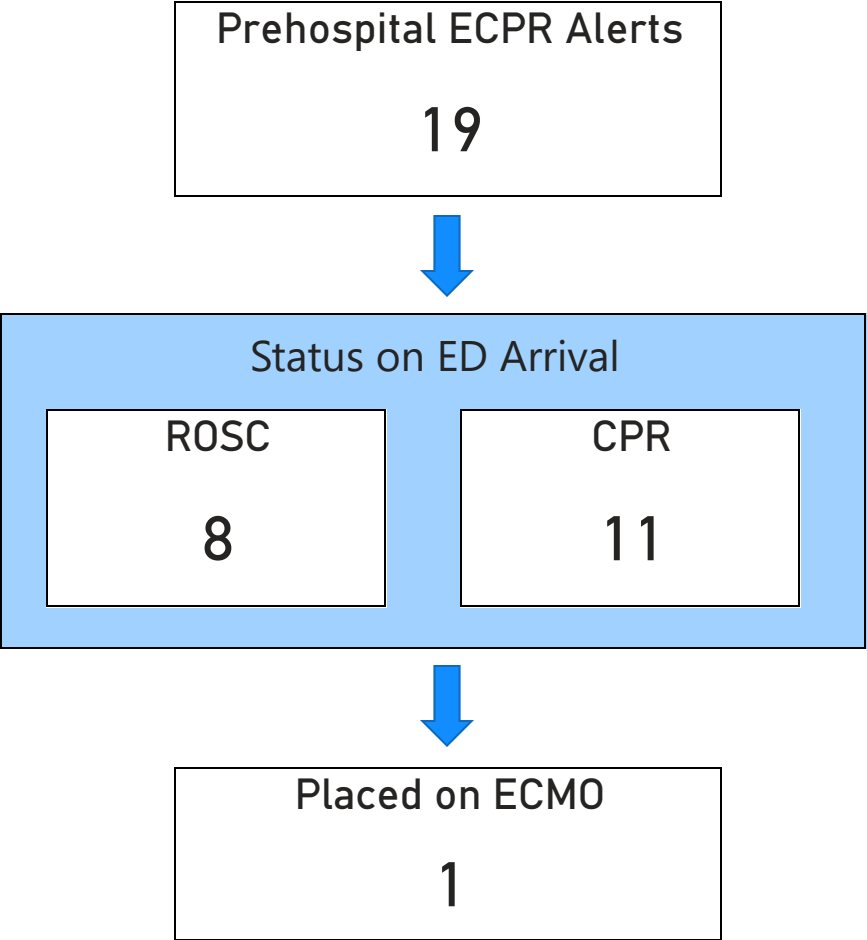 Prehospital ECPR Alerts
19
Status on ED Arrival
ROSC
8
CPR
11
Placed on ECMO
1